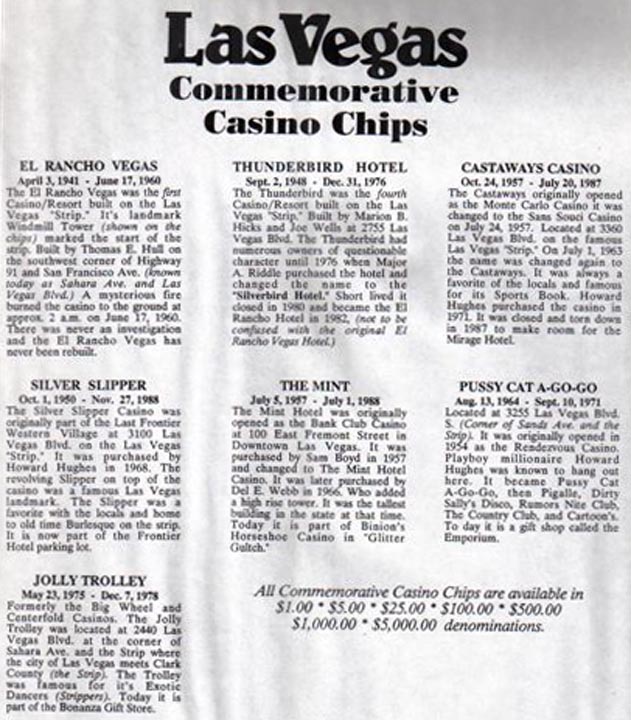 Las Vegas
Commemorative
Casino Chips
EL RANCHO VEGAS
April 3, 1941 - June 17, 1960
The El Rancho Vegas was the first
Casino/Resort built on the Las
Vegas "Strip." It's landmark
Windmill Tower (shown on the
chips) marked the start of the
strip. Built by Thomas E. Hull on
the southwest corner of Highway
91 and San Francisco Ave. (known
today as Sahara Ave. and Las
Vegas Blvd.) A mysterious fire
burned the casino to the ground at
approx. 2 a.m. on June 17, 1960.
There was never an investigation
and the El Rancho Vegas has
never been rebuilt.
THUNDERBIRD HOTEL
Sept. 2, 1948 - Dec. 31, 1976
The Thunderbird was the fourth
Casino/Resort built on the Las
Vegas "Strip." Built by Marion B.
Hicks and Joe Wells at 2755 Las
Vegas Blvd. The Thunderbird had
numerous owners of questionable
character until 1976 when Major
A. Riddle purchased the hotel and
changed the name to the
"Silverbird Hotel." Short lived it
closed in 1980 and became the El
Rancho Hotel in 1982, (not to be
confused with the original El
Rancho Vegas Hotel.)
CASTAWAYS CASINO
Oct. 24, 1957 - July 20, 1987
The Castaways originally opened
as the Monte Carlo Casino it was
changed to the Sans Souci Casino
on July 24, 1957. Located at 3360
Las Vegas Blvd. on the famous
Las Vegas "Strip." On July 1, 1963
the name was changed again to
the Castaways. It was always a
favorite of the locals and famous
for its Sports Book. Howard
Hughes purchased the casino in
1971. It was closed and torn down
in 1987 to make room for the
Mirage Hotel.
SILVER SLIPPER
Oct. 1, 1950 - Nov. 27, 1988
The Silver Slipper Casino was
originally part of the Last Frontier
Western Village at 3100 Las
Vegas Blvd. on the Las Vegas
"Strip." It was purchased by
Howard Hughes in 1968. The
revolving Slipper on top of the
casino was a famous Las Vegas
landmark. The Slipper was a
favorite with the locals and home
to old time Burlesque on the strip.
It is now part of the Frontier
Hotel parking lot.
THE MINT
July 5, 1957 - July 1, 1988
The Mint Hotel was originally
opened as the Bank Club Casino
at 100 East Fremont Street in
Downtown Las Vegas. It was
purchased by Sam Boyd in 1957
and changed to The Mint Hotel
Casino. It was later purchased by
Del E. Webb in 1966. Who added
a high rise tower. It was the tallest
building in the state at that time.
Today it is part of Binion's
Horseshoe Casino in "Glitter
Gultch."
PUSSY CAT A-GO-GO
Aug. 13, 1964 - Sept. 10, 1971
Located at 3255 Las Vegas Blvd.
S. (Corner of Sands Ave. and the
Strip). It was originally opened in
1954 as the Rendezvous Casino.
Playboy millionaire Howard
Hughes was known to hang out
here. It became Pussy Cat
A-Go-Go, then Pigalle, Dirty
Sally's Disco, Rumors Nite Club,
The Country Club, and Cartoon's.
To day it is a gift shop called the
Emporium.
JOLLY TROLLEY
May 23, 1975 - Dec. 7, 1978
Formerly the Big Wheel and
Centerfold Casinos. The Jolly
Trolley was located at 2440 Las
Vegas Blvd. at the corner of
Sahara Ave. and the Strip where
the city of Las Vegas meets Clark
County (the Strip). The Trolley
was famous for it's Exotic
Dancers (Strippers). Today it is
part of the Bonanza Gift Store.
All Commemorative Casino Chips are available in
$1.00 * $5.00 * $25.00 * $100.00 * $500.00
$1,000.00 * $5,000.00 denominations.